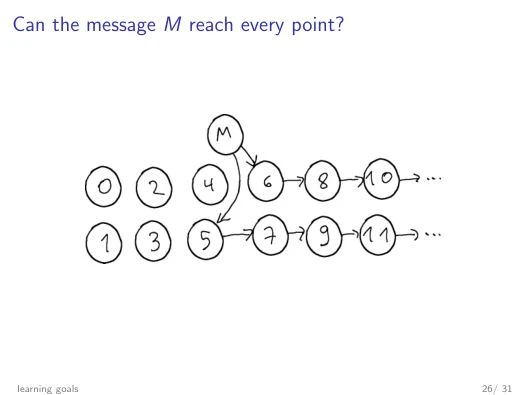 Can the message M reach every point?
M
0 2 4 6 8 10 ...
1 3 5 7 9 11 ...
learning goals
26/ 31